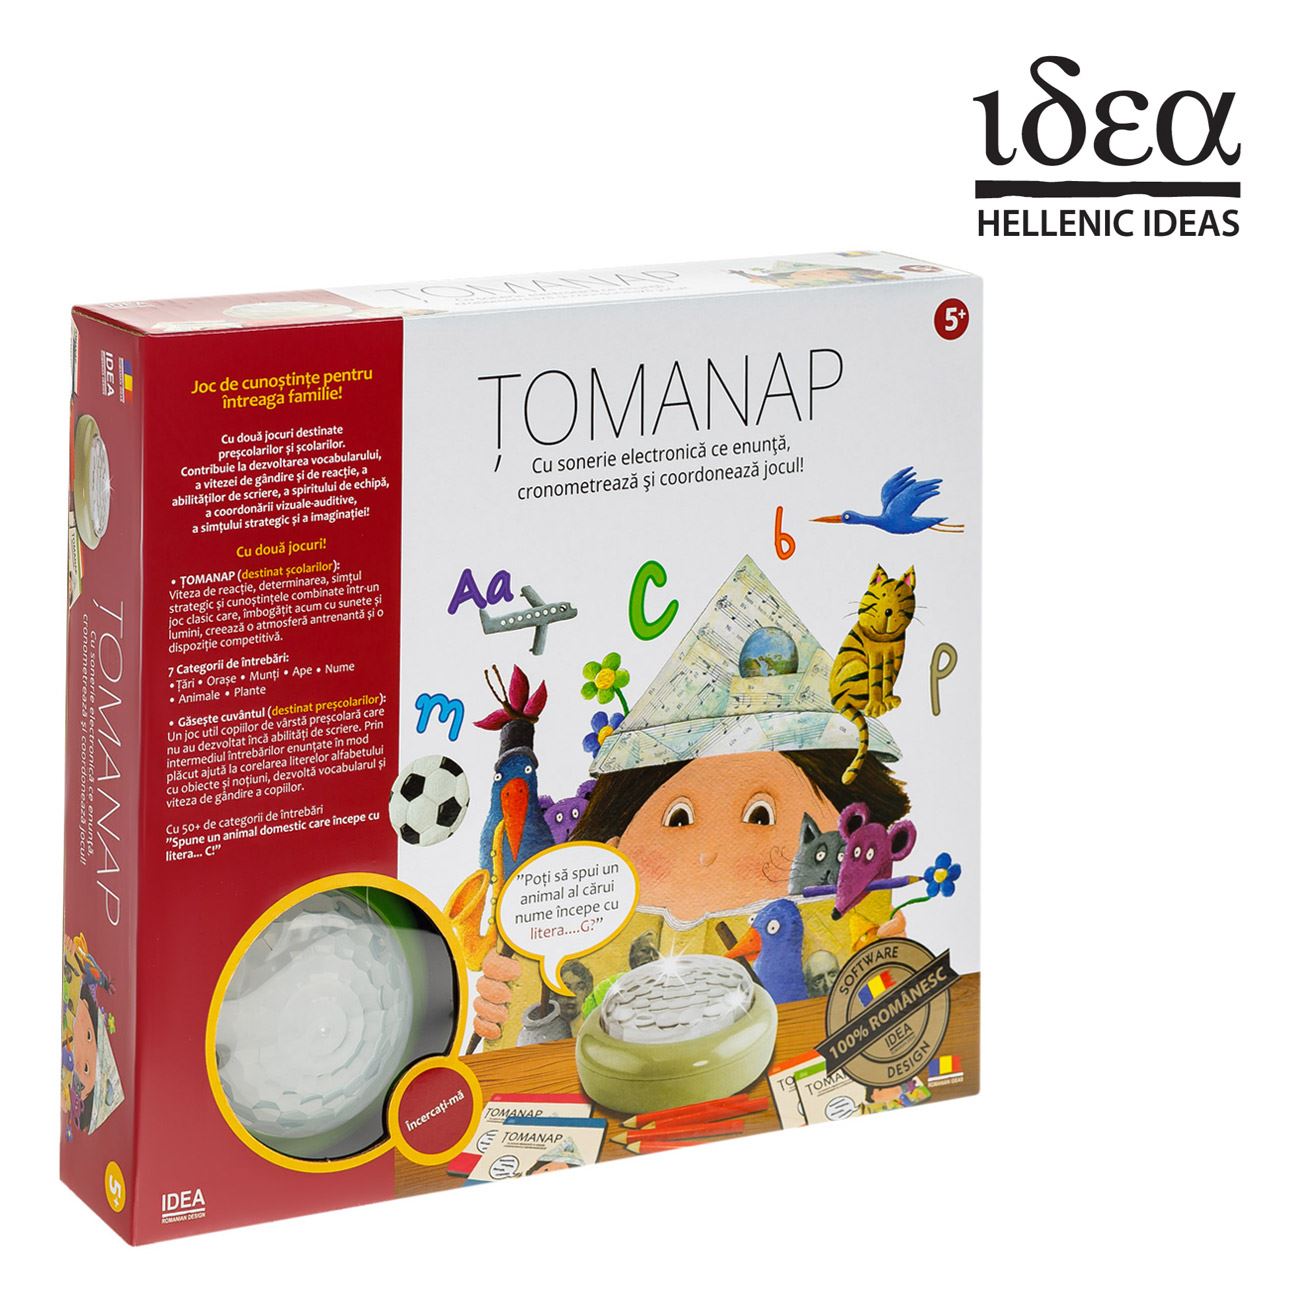 ιδεα
HELLENIC IDEAS
ȚOMANAP
5+
Joc de cunoștințe pentru
întreaga familie!
Cu două jocuri destinate
preșcolarilor și școlarilor.
Contribuie la dezvoltarea vocabularului,
a vitezei de gândire și de reacție, a
abilităților de scriere, a spiritului de echipă,
a coordonării vizuale-auditive,
a simțului strategic și a imaginației!
Cu două jocuri!
• ȚOMANAP (destinat școlarilor):
Viteza de reacție, determinarea, simțul
strategic și cunoștințele combinate într-un
joc clasic care, îmbogățit acum cu sunete și
lumini, creează o atmosferă antrenantă și o
dispoziție competitivă.
7 Categorii de întrebări:
• Țări • Orașe • Munți • Ape • Nume
• Animale • Plante
• Găsește cuvântul (destinat preșcolarilor):
Un joc util copiilor de vârstă preșcolară care
nu au dezvoltat încă abilități de scriere. Prin
intermediul întrebărilor enunțate în mod
plăcut ajută la corelarea literelor alfabetului
cu obiecte și noțiuni, dezvoltă vocabularul și
viteza de gândire a copiilor.
Cu 50+ de categorii de întrebări
"Spune un animal domestic care începe cu
litera... C!"
Încercați-mă
IDEA
ROMANIAN DESIGN
ȚOMANAP
Cu sonerie electronică ce enunță,
cronometrează și coordonează jocul!
Aa
C
b
m
p
"Poți să spui un
animal al cărui
nume începe cu
litera....G?"
SOFTWARE
100% ROMÂNESC
IDEA
DESIGN
ROMANIAN IDEAS
ȚOMANAP
ȚOMANAP
IDEA
ȚOMANAP
Cu sonerie electronică ce enunță,
cronometrează și coordonează jocul!
5+